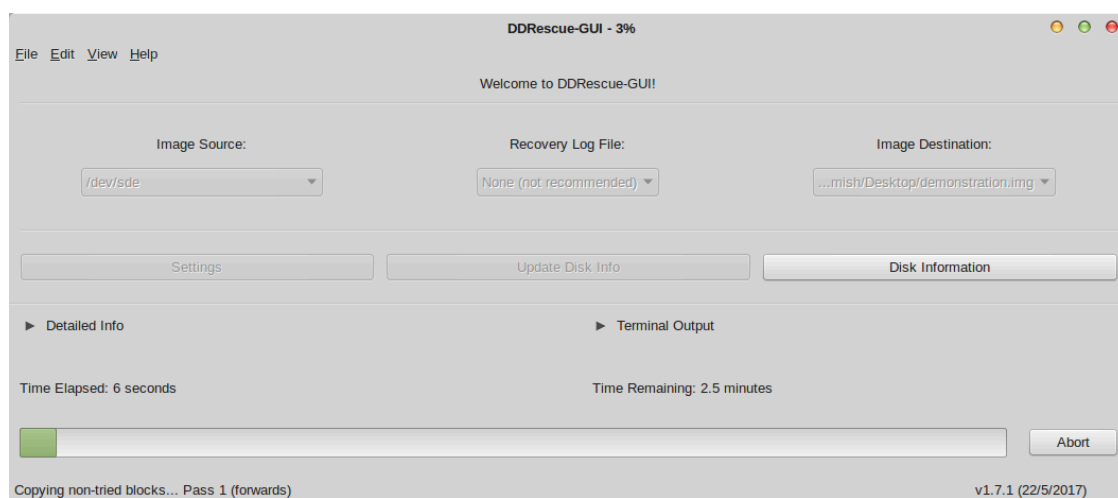 DDRescue-GUI - 3%
File Edit View Help
Welcome to DDRescue-GUI!
Image Source: Recovery Log File: Image Destination:
/dev/sde None (not recommended) ...mish/Desktop/demonstration.img
Settings Update Disk Info Disk Information
Detailed Info Terminal Output
Time Elapsed: 6 seconds Time Remaining: 2.5 minutes
Abort
Copying non-tried blocks... Pass 1 (forwards) v1.7.1 (22/5/2017)